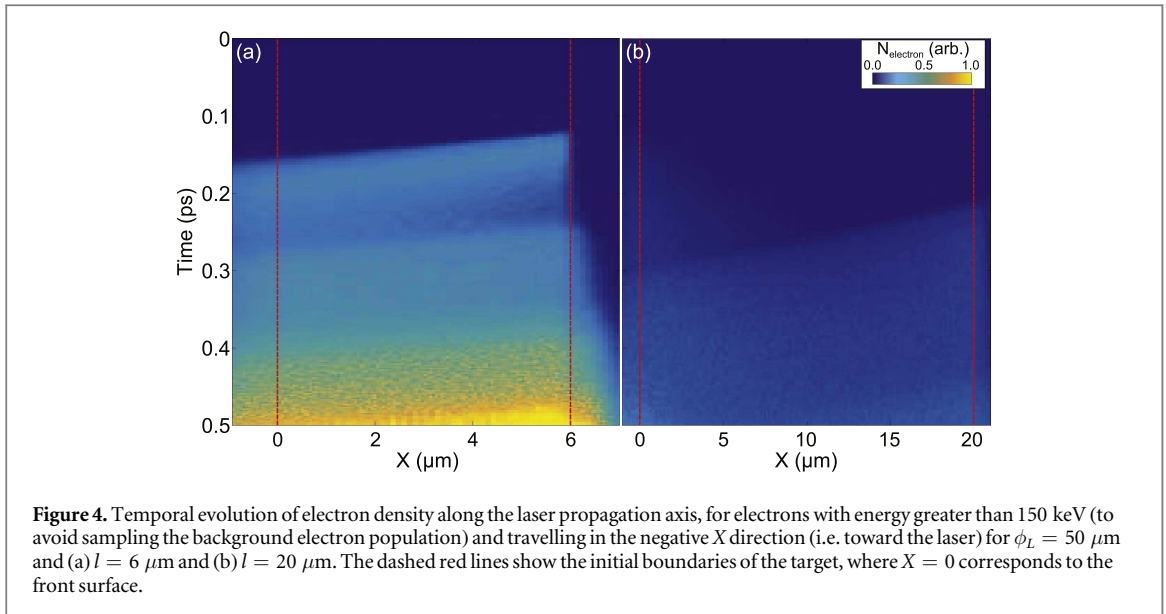 (a)
(b)
N_electron (arb.)
0.0 0.5 1.0
0
0.1
0.2
0.3
0.4
0.5
Time (ps)
0 2 4 6
X (μm)
0 5 10 15 20
X (μm)
Figure 4. Temporal evolution of electron density along the laser propagation axis, for electrons with energy greater than 150 keV (to
avoid sampling the background electron population) and travelling in the negative X direction (i.e. toward the laser) for ϕ_L = 50 μm
and (a) l = 6 μm and (b) l = 20 μm. The dashed red lines show the initial boundaries of the target, where X = 0 corresponds to the
front surface.